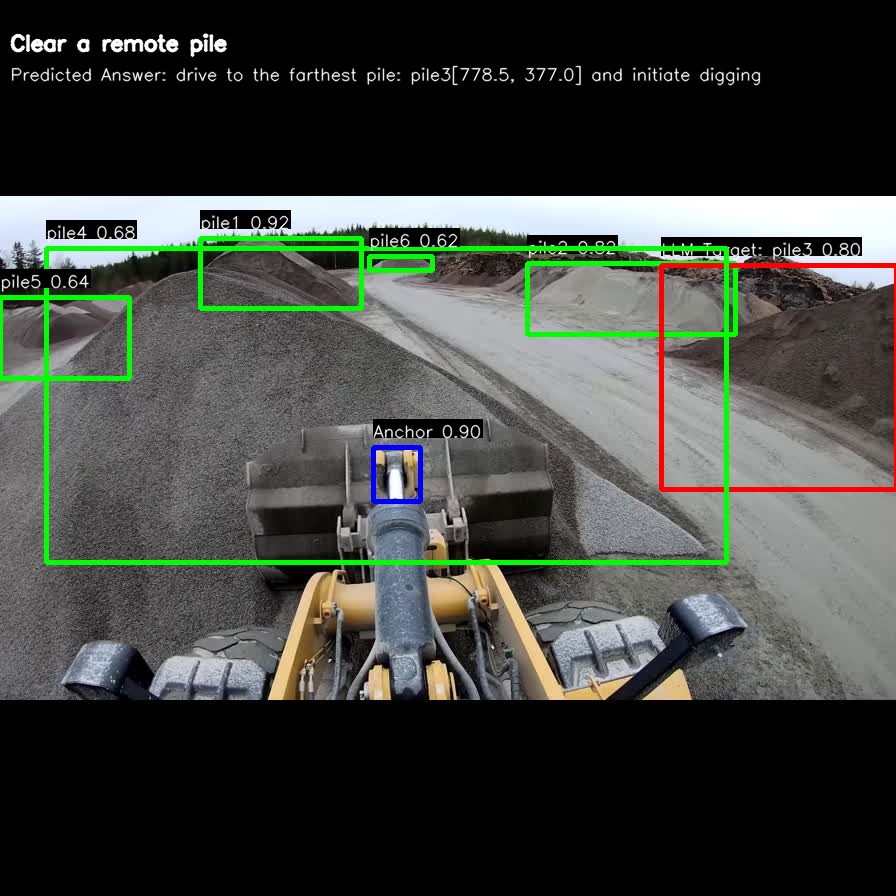 Clear a remote pile
Predicted Answer: drive to the farthest pile: pile3[778.5, 377.0] and initiate digging
pile4 0.68
pile1 0.92
pile6 0.62
pile2 0.82
LLM Target: pile3 0.80
pile5 0.64
Anchor 0.90